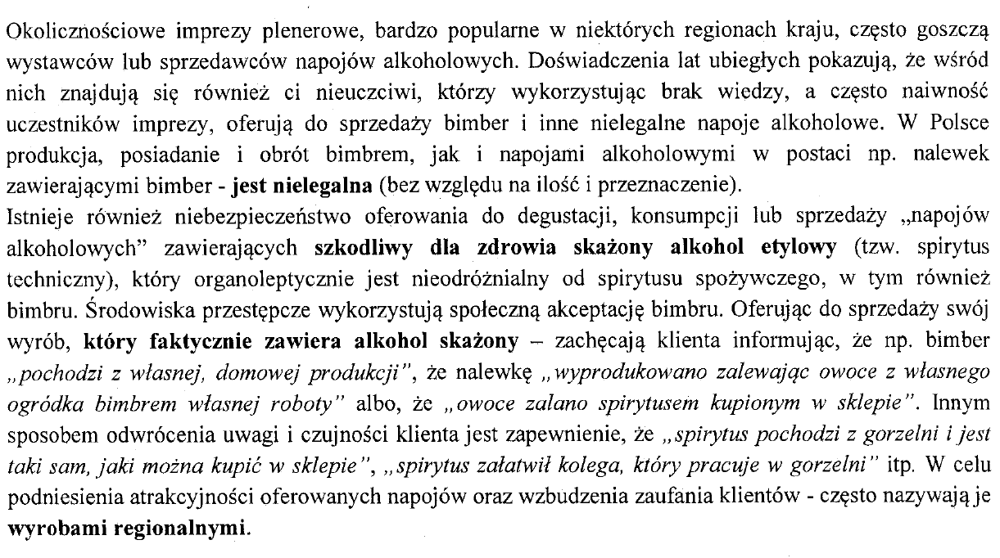 Okolicznościowe imprezy plenerowe, bardzo popularne w niektórych regionach kraju, często goszczą
wystawców lub sprzedawców napojów alkoholowych. Doświadczenia lat ubiegłych pokazują, że wśród
nich znajdują się również ci nieuczciwi, którzy wykorzystując brak wiedzy, a często naiwność
uczestników imprezy, oferują do sprzedaży bimber i inne nielegalne napoje alkoholowe. W Polsce
produkcja, posiadanie i obrót bimbrem, jak i napojami alkoholowymi w postaci np. nalewek
zawierającymi bimber - jest nielegalna (bez względu na ilość i przeznaczenie).
Istnieje również niebezpieczeństwo oferowania do degustacji, konsumpcji lub sprzedaży „napojów
alkoholowych” zawierających szkodliwy dla zdrowia skażony alkohol etylowy (tzw. spirytus
techniczny), który organoleptycznie jest nieodróżnialny od spirytusu spożywczego, w tym również
bimbru. Środowiska przestępcze wykorzystują społeczną akceptację bimbru. Oferując do sprzedaży swój
wyrób, który faktycznie zawiera alkohol skażony – zachęcają klienta informując, że np. bimber
„pochodzi z własnej, domowej produkcji”, że nalewkę „wyprodukowano zalewając owoce z własnego
ogródka bimbrem własnej roboty” albo, że „owoce zalano spirytusem kupionym w sklepie”. Innym
sposobem odwrócenia uwagi i czujności klienta jest zapewnienie, że „spirytus pochodzi z gorzelni i jest
taki sam, jaki można kupić w sklepie”, „spirytus załatwił kolega, który pracuje w gorzelni” itp. W celu
podniesienia atrakcyjności oferowanych napojów oraz wzbudzenia zaufania klientów - często nazywają je
wyrobami regionalnymi.